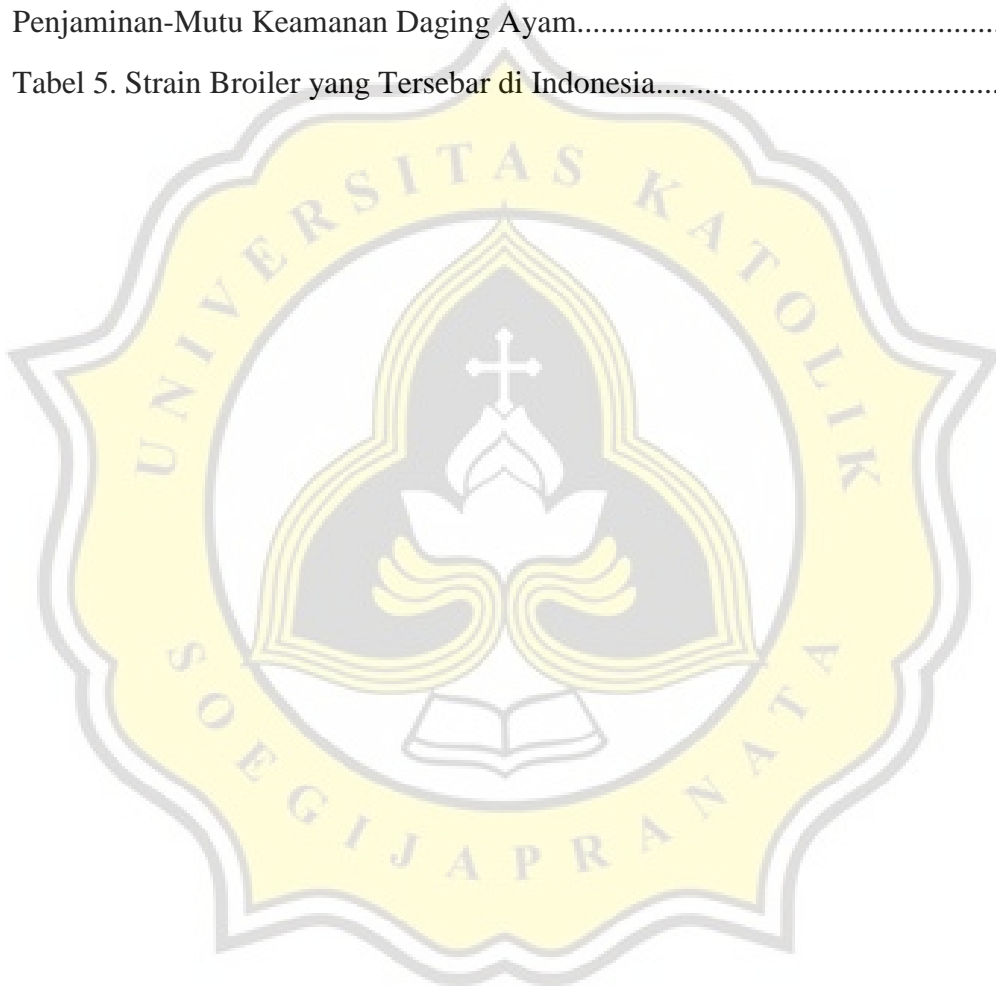 Penjaminan-Mutu Keamanan Daging Ayam....................................................
Tabel 5. Strain Broiler yang Tersebar di Indonesia..........................................
UNIVERSITAS KATOLIK
SOEGIJAPRANATA